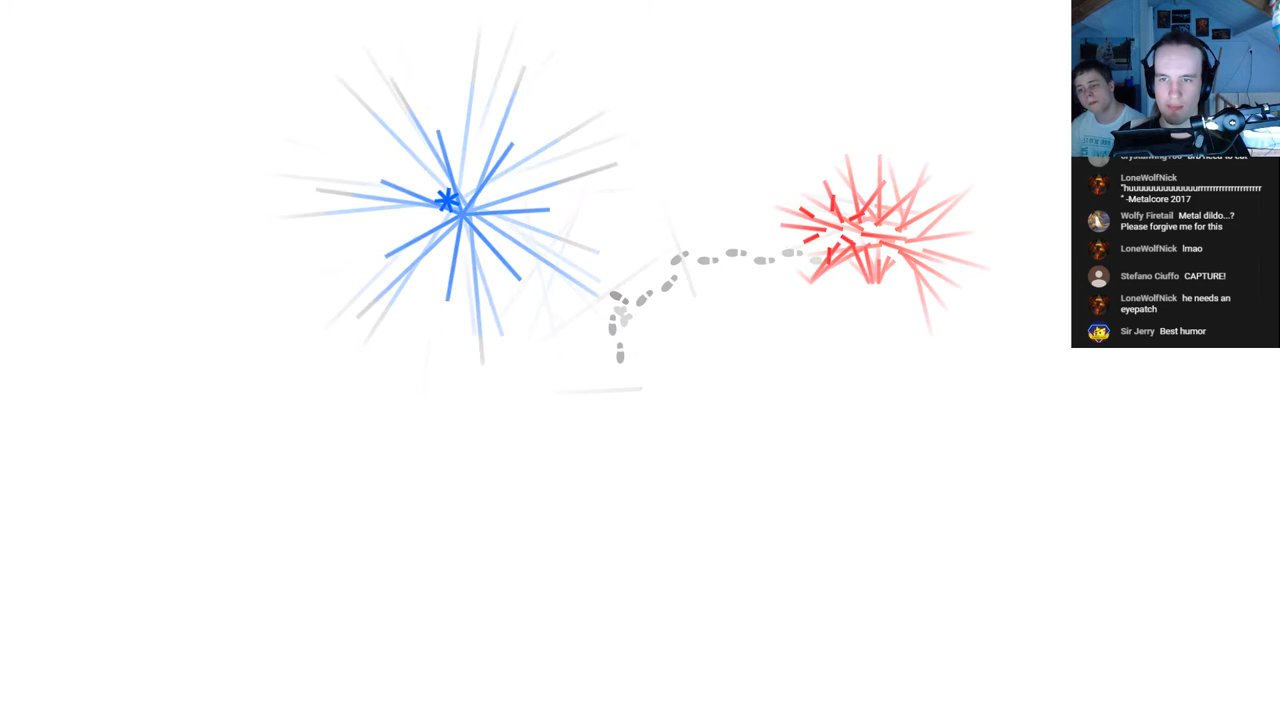 LoneWolfNick
"huuuuuuuuuuuuuurrrrrrrrrrrrrrrrrrrrr
" -Metalcore 2017
Wolfy Firetail Metal dildo...?
Please forgive me for this
LoneWolfNick lmao
Stefano Ciuffo CAPTURE!
LoneWolfNick he needs an
eyepatch
Sir Jerry Best humor